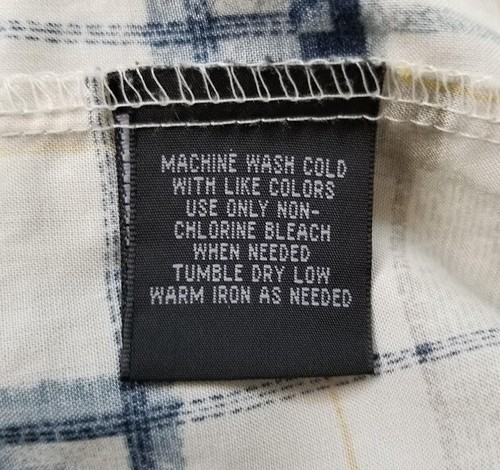 MACHINE WASH COLD
WITH LIKE COLORS
USE ONLY NON-
CHLORINE BLEACH
WHEN NEEDED
TUMBLE DRY LOW
WARM IRON AS NEEDED